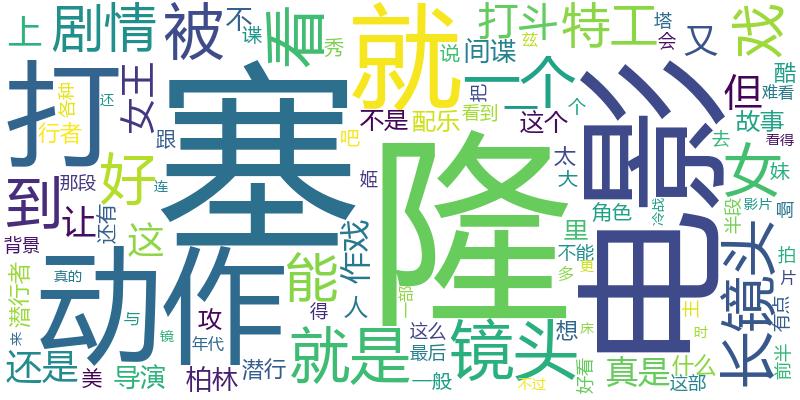 上
剧情
被
不
谍
看
秀
就
间谍
说
打斗
特工
塔
会
又
戏
打
女王
各种
还
行者
塞
隆
跟
吧
不是
配乐
看到
把
一个
这个
兹
个
电影
但
酷
难看
故事
看得
到
那段
让
好
连
这
还有
姬
太
大
女
去
妹
影片
冷战
角色
里
半段
啊
背景
动作
能
作戏
人
不能
多
更
长镜头
拍
片
有点
潜行者
真的
与
攻
得
一部
主
时
来
镜
年代
就是
这么
镜头
想
床
前半
还是
美
导演
柏林
潜行
最后
一般
不过
好看
真是
什么
这部